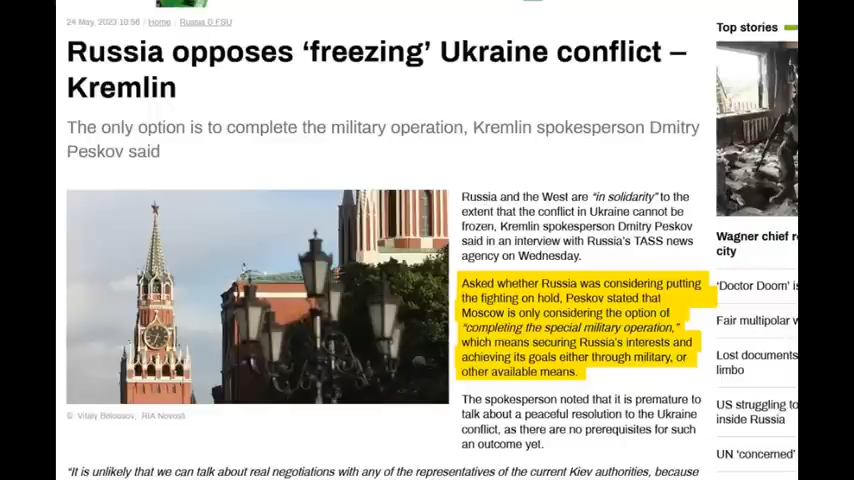 24 May, 2023 10:56 / Home / Russia & FSU
Russia opposes ‘freezing’ Ukraine conflict –
Kremlin
The only option is to complete the military operation, Kremlin spokesperson Dmitry
Peskov said
© Vitaly Belousov, RIA Novosti
Russia and the West are “in solidarity” to the
extent that the conflict in Ukraine cannot be
frozen, Kremlin spokesperson Dmitry Peskov
said in an interview with Russia’s TASS news
agency on Wednesday.
Asked whether Russia was considering putting
the fighting on hold, Peskov stated that
Moscow is only considering the option of
“completing the special military operation,”
which means securing Russia’s interests and
achieving its goals either through military, or
other available means.
The spokesperson noted that it is premature to
talk about a peaceful resolution to the Ukraine
conflict, as there are no prerequisites for such
an outcome yet.
“It is unlikely that we can talk about real negotiations with any of the representatives of the current Kiev authorities, because
Top stories
Wagner chief
city
‘Doctor Doom’
Fair multipolar
Lost documents
limbo
US struggling to
inside Russia
UN ‘concerned’